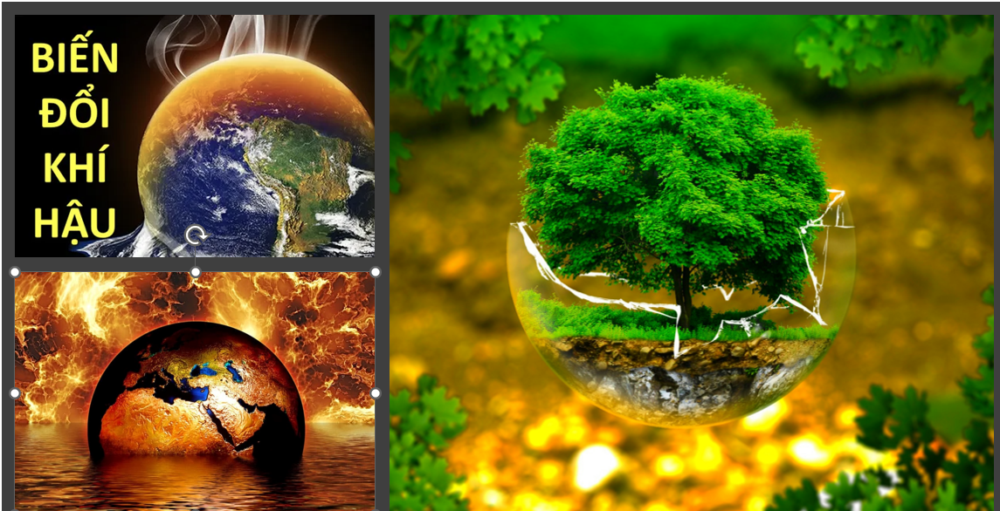 BIẾN
ĐỔI
KHÍ
HẬU